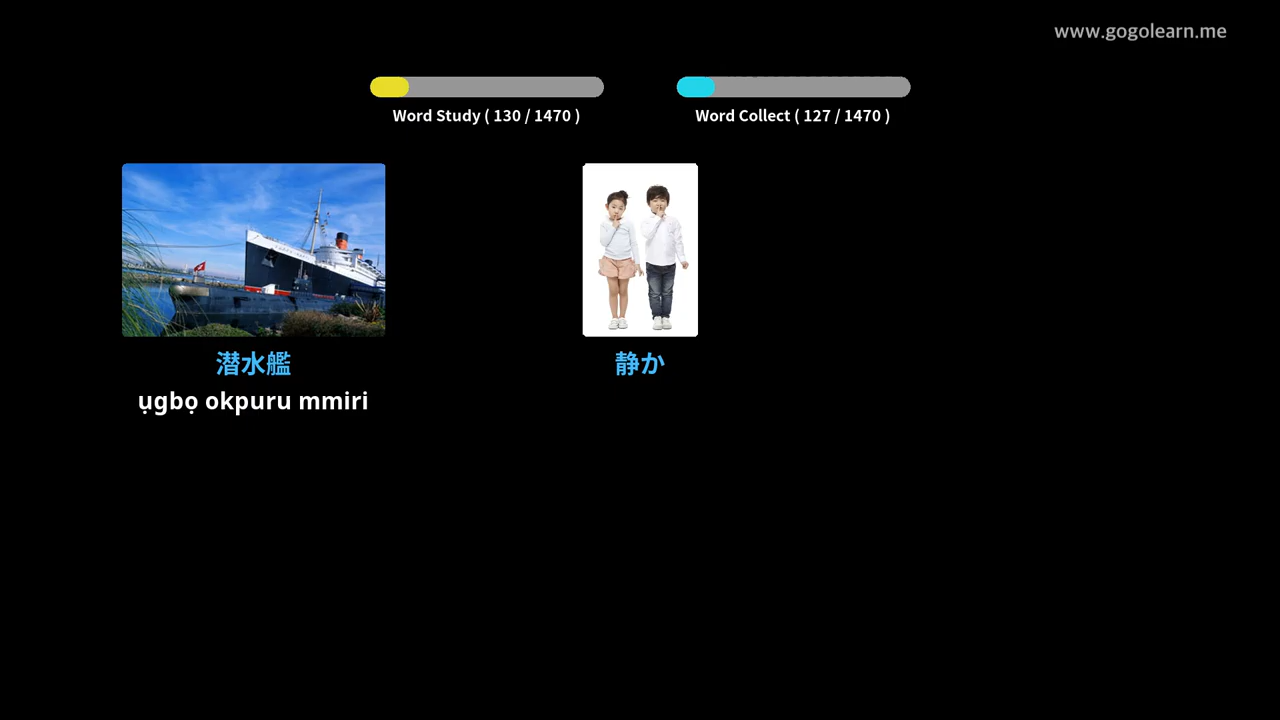 www.gogolearn.me
Word Study ( 130 / 1470 )
Word Collect ( 127 / 1470 )
潜水艦
ụgbọ okpuru mmiri
静か